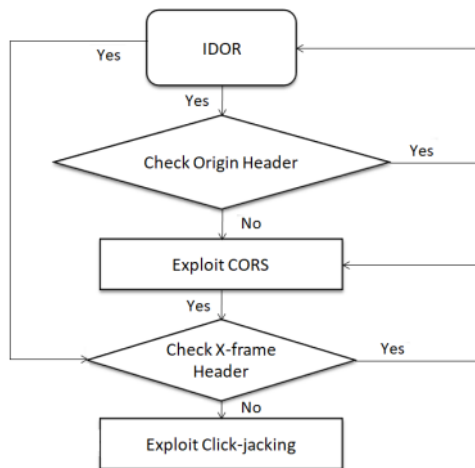 IDOR
Yes
Yes
Check Origin Header
Yes
No
Exploit CORS
Yes
Check X-frame
Header
Yes
No
Exploit Click-jacking